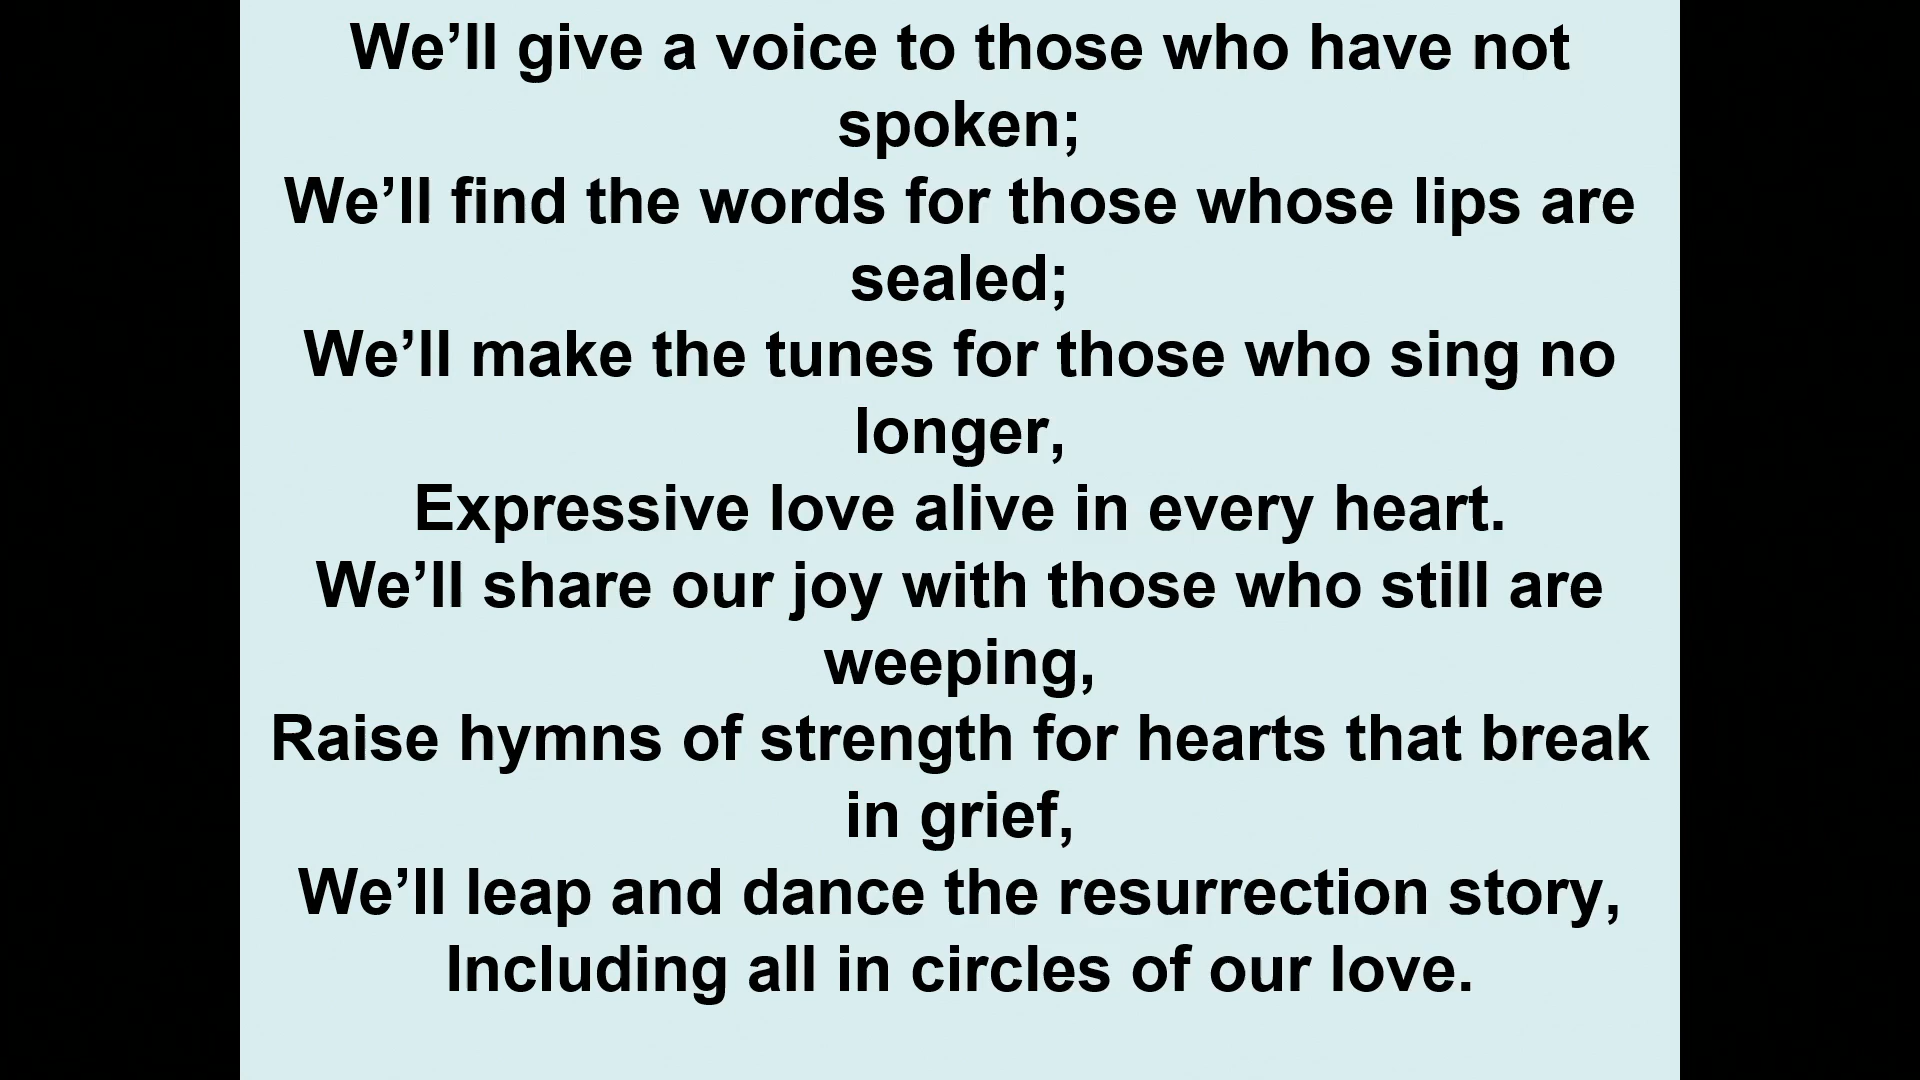 We’ll give a voice to those who have not
spoken;
We’ll find the words for those whose lips are
sealed;
We’ll make the tunes for those who sing no
longer,
Expressive love alive in every heart.
We’ll share our joy with those who still are
weeping,
Raise hymns of strength for hearts that break
in grief,
We’ll leap and dance the resurrection story,
Including all in circles of our love.